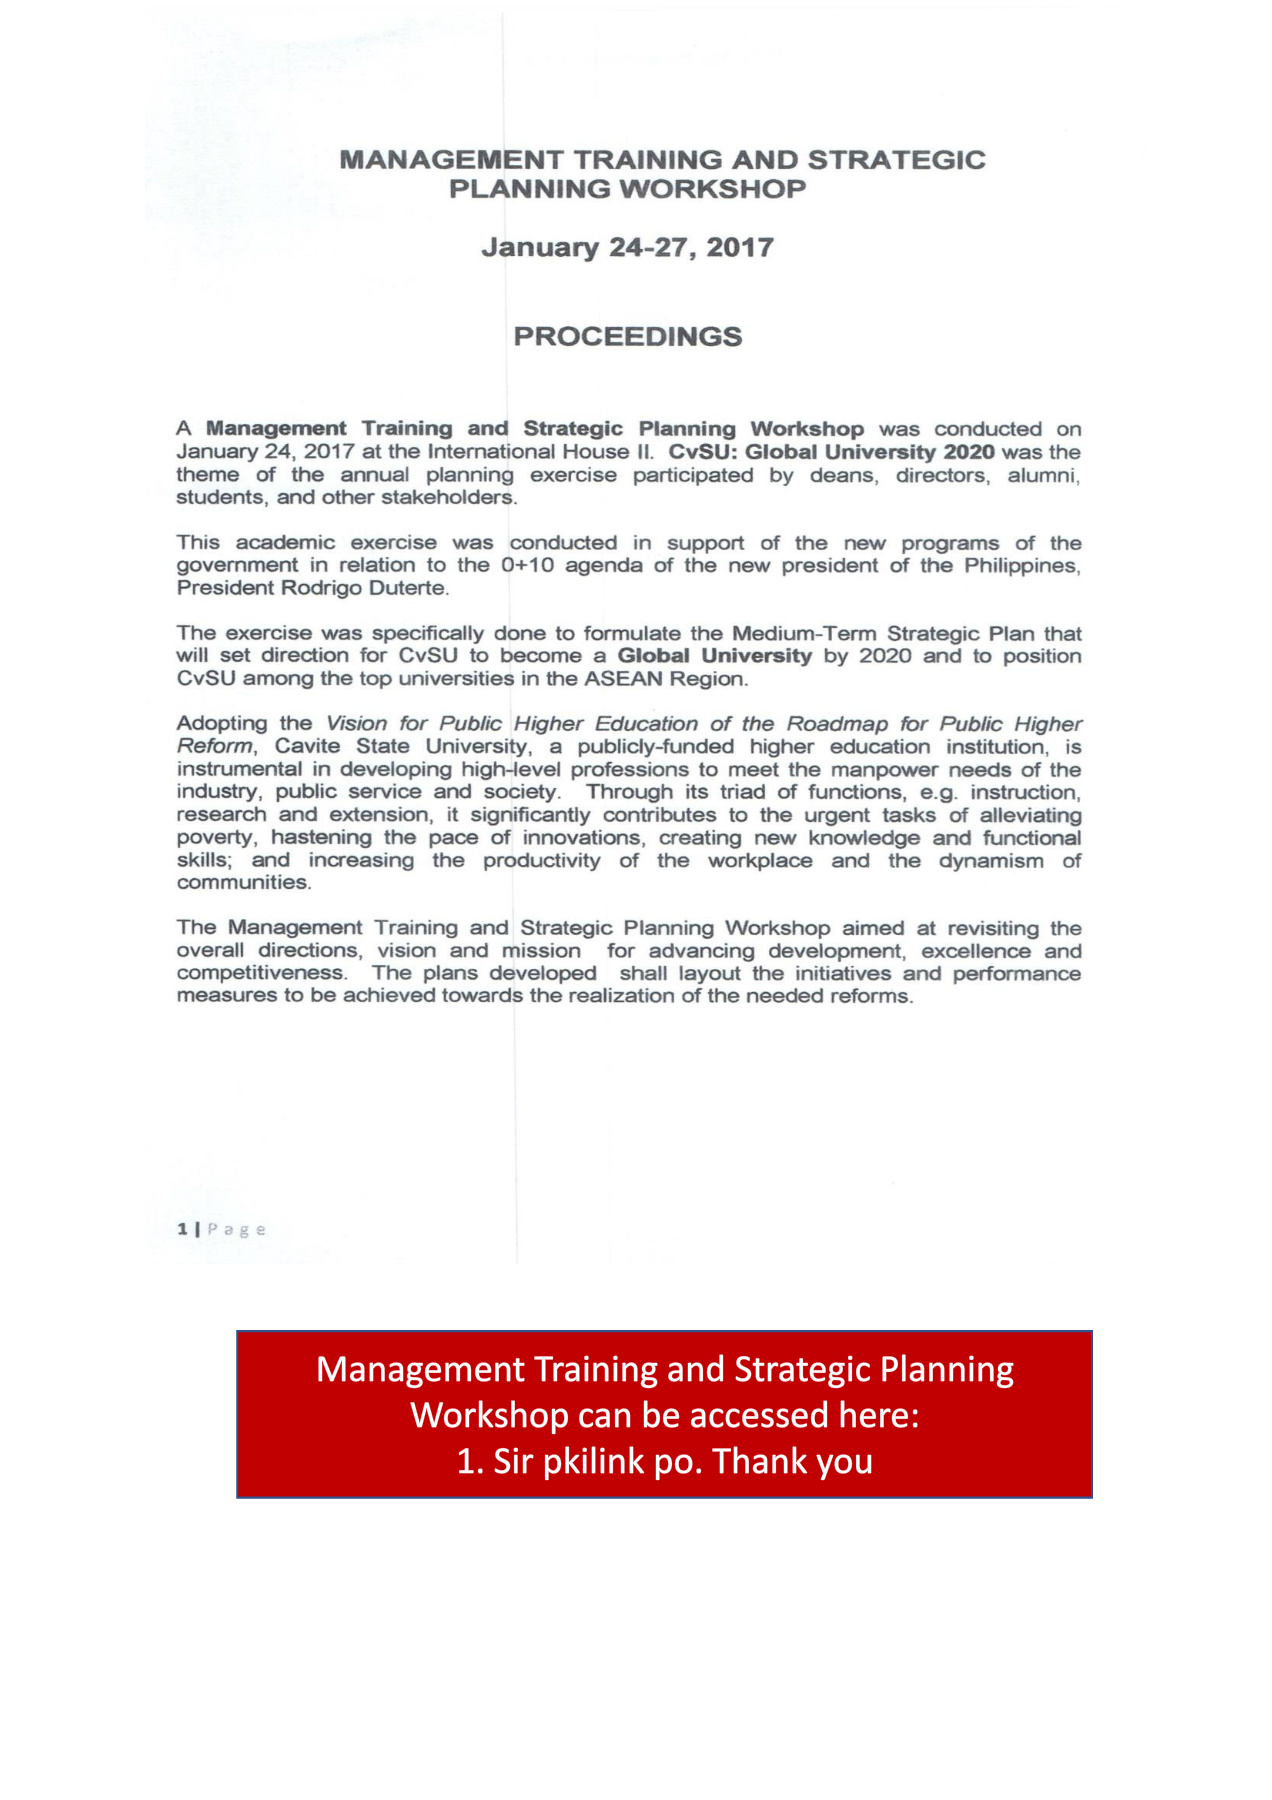 MANAGEMENT TRAINING AND STRATEGIC
PLANNING WORKSHOP
January 24-27, 2017
PROCEEDINGS
A Management Training and Strategic Planning Workshop was conducted on
January 24, 2017 at the International House II. CvSU: Global University 2020 was the
theme of the annual planning exercise participated by deans, directors, alumni,
students, and other stakeholders.
This academic exercise was conducted in support of the new programs of the
government in relation to the 0+10 agenda of the new president of the Philippines,
President Rodrigo Duterte.
The exercise was specifically done to formulate the Medium-Term Strategic Plan that
will set direction for CvSU to become a Global University by 2020 and to position
CvSU among the top universities in the ASEAN Region.
Adopting the Vision for Public Higher Education of the Roadmap for Public Higher
Reform, Cavite State University, a publicly-funded higher education institution, is
instrumental in developing high-level professions to meet the manpower needs of the
industry, public service and society. Through its triad of functions, e.g. instruction,
research and extension, it significantly contributes to the urgent tasks of alleviating
poverty, hastening the pace of innovations, creating new knowledge and functional
skills; and increasing the productivity of the workplace and the dynamism of
communities.
The Management Training and Strategic Planning Workshop aimed at revisiting the
overall directions, vision and mission for advancing development, excellence and
competitiveness. The plans developed shall layout the initiatives and performance
measures to be achieved towards the realization of the needed reforms.
1 | Page
Management Training and Strategic Planning
Workshop can be accessed here:
1. Sir pkilink po. Thank you